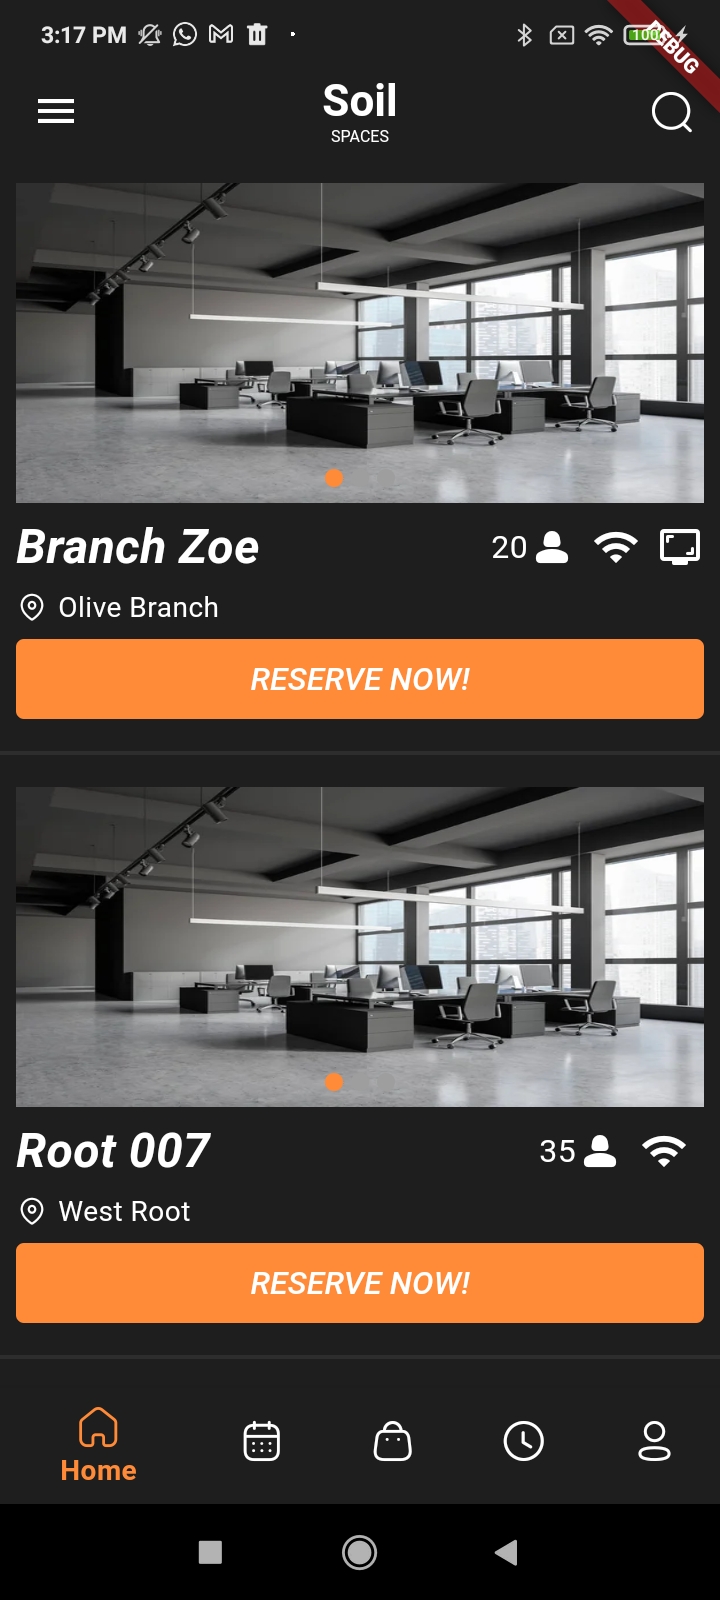 3:17 PM
100
DEBUG
Soil
SPACES
Branch Zoe
20
Olive Branch
RESERVE NOW!
Root 007
35
West Root
RESERVE NOW!
Home